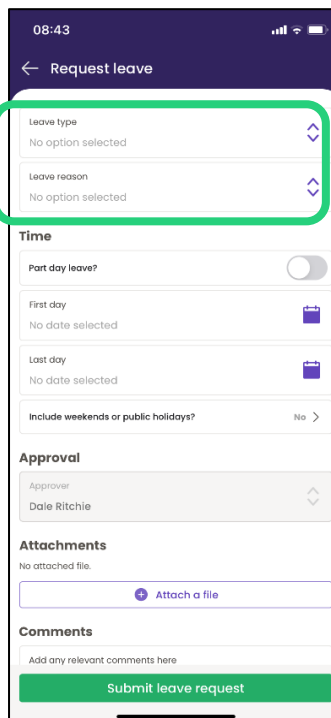 08:43
Request leave
Leave type
No option selected
Leave reason
No option selected
Time
Part day leave?
First day
No date selected
Last day
No date selected
Include weekends or public holidays? No
Approval
Approver
Dale Ritchie
Attachments
No attached file.
Attach a file
Comments
Add any relevant comments here
Submit leave request